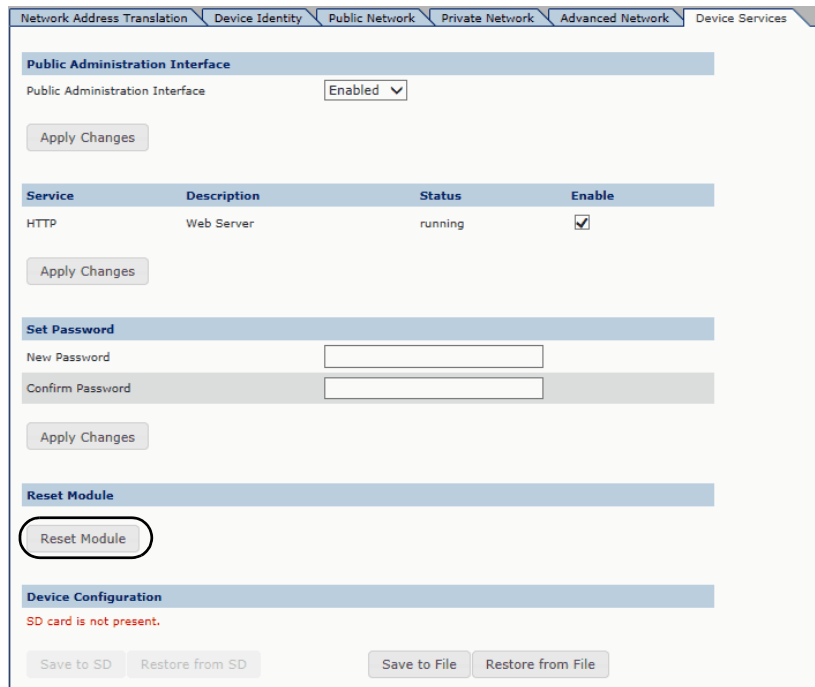 Network Address Translation Device Identity Public Network Private Network Advanced Network Device Services
Public Administration Interface
Public Administration Interface Enabled
Apply Changes
Service Description Status Enable
HTTP Web Server running
Apply Changes
Set Password
New Password
Confirm Password
Apply Changes
Reset Module
Reset Module
Device Configuration
SD card is not present.
Save to SD Restore from SD Save to File Restore from File